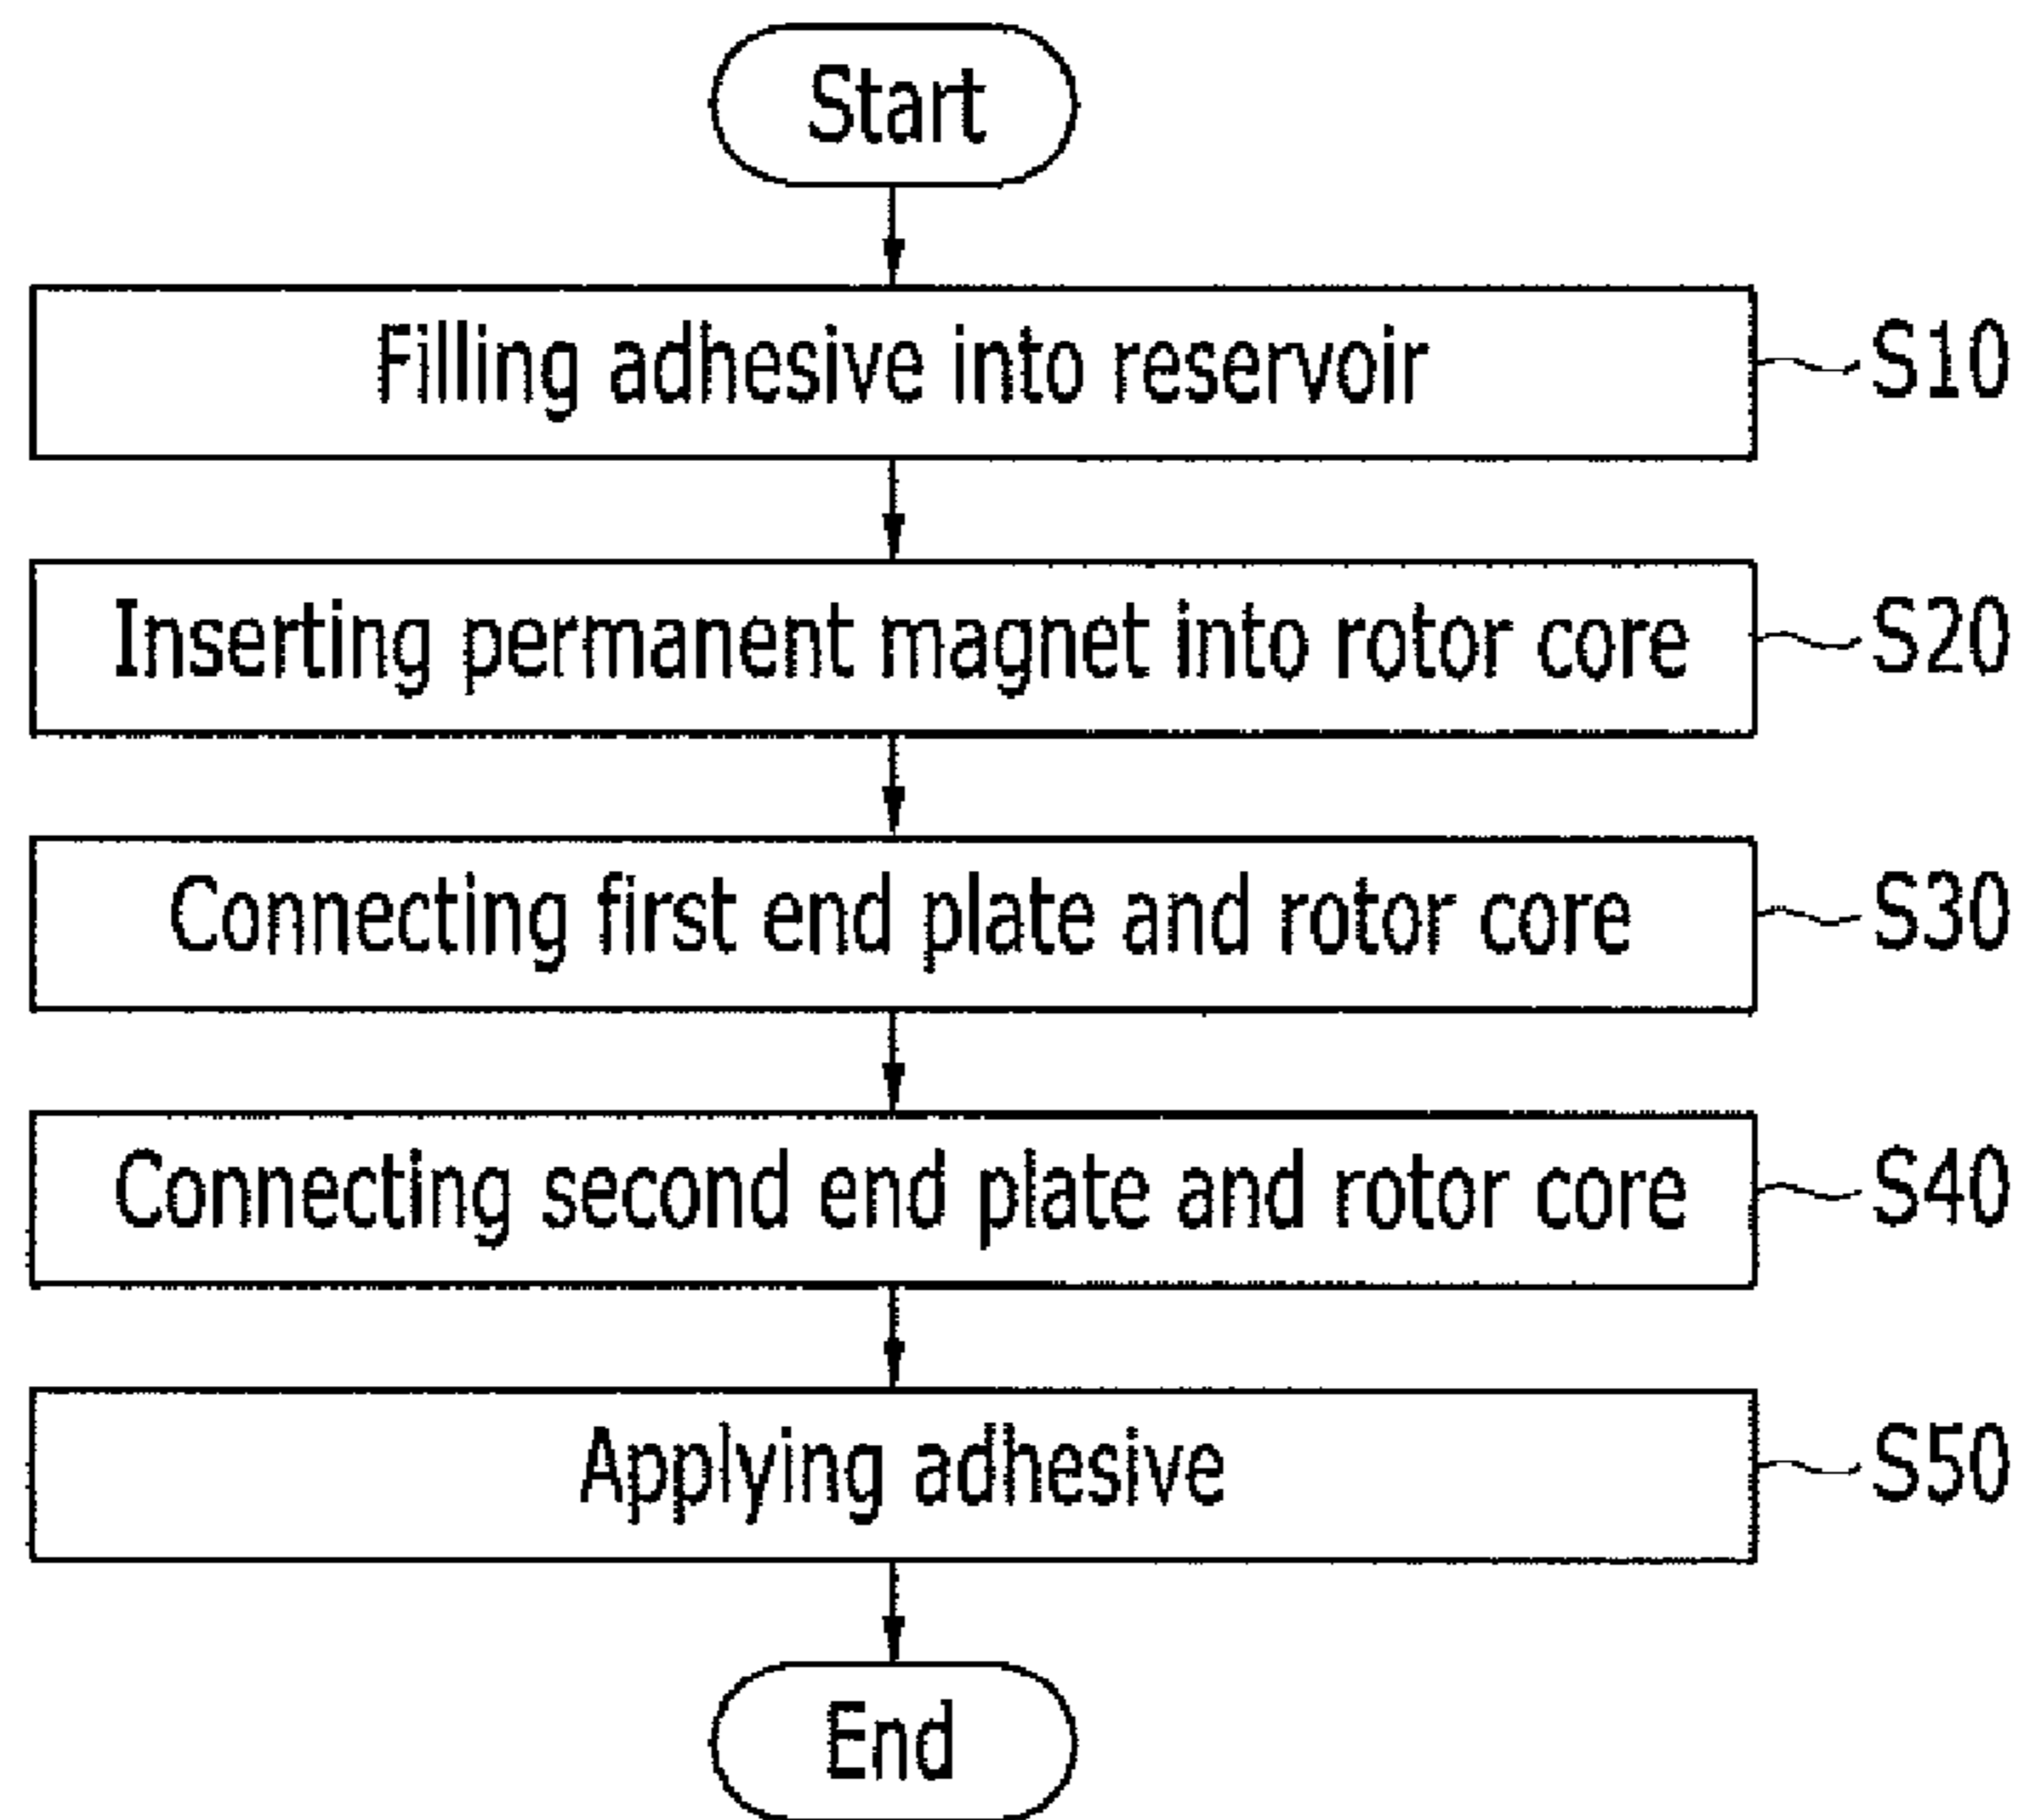 Start
Filling adhesive into reservoir
S10
Inserting permanent magnet into rotor core
S20
Connecting first end plate and rotor core
S30
Connecting second end plate and rotor core
S40
Applying adhesive
S50
End